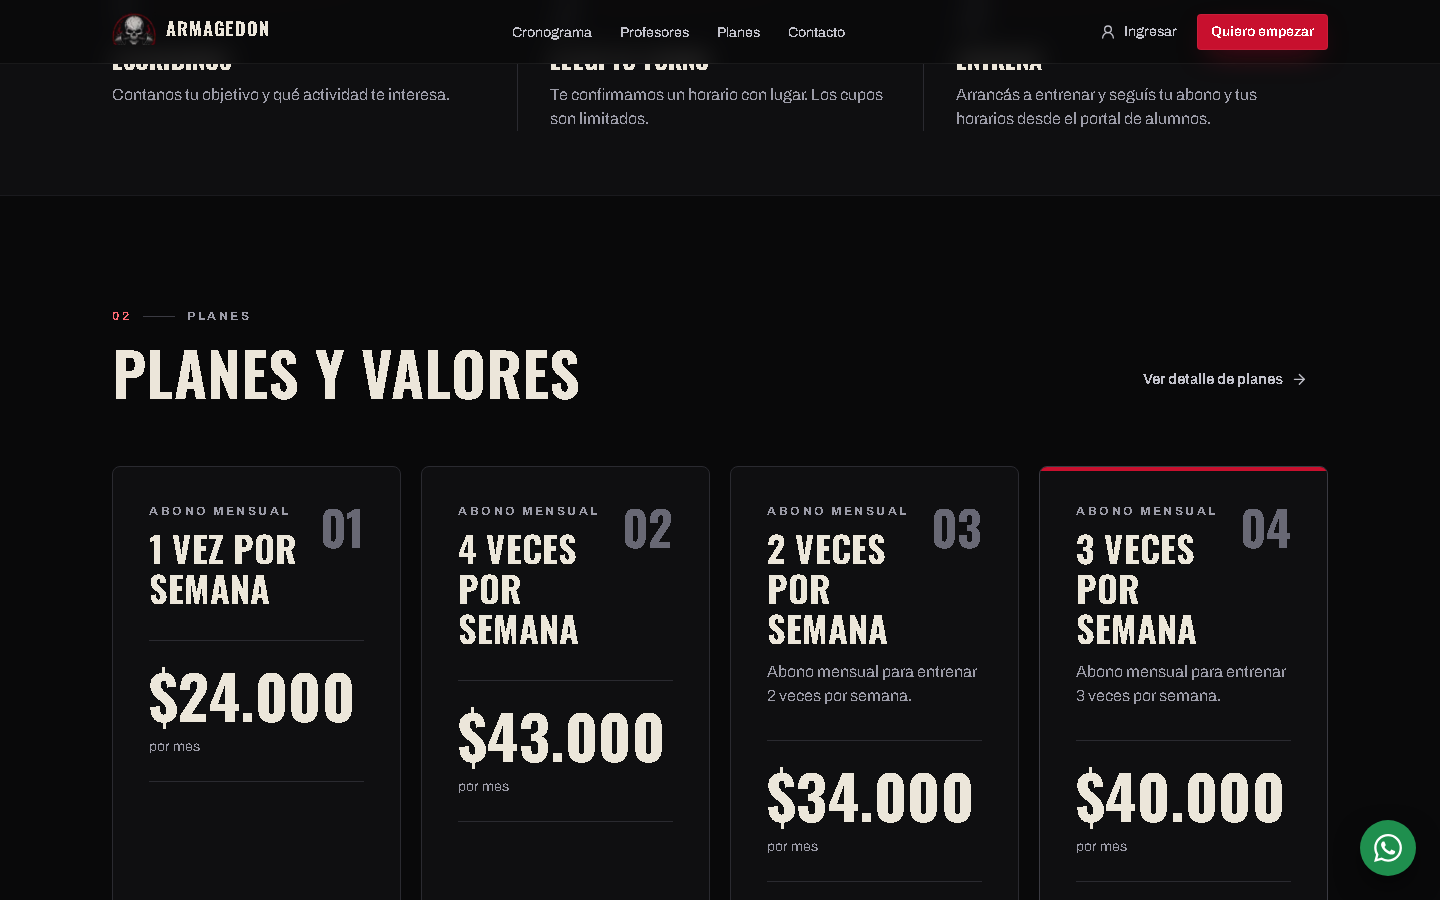 ARMAGEDON
Cronograma
Profesores
Planes
Contacto
Ingresar
Quiero empezar
Contanos tu objetivo y qué actividad te interesa.
Te confirmamos un horario con lugar. Los cupos
son limitados.
Arrancás a entrenar y seguís tu abono y tus
horarios desde el portal de alumnos.
02
PLANES
PLANES Y VALORES
Ver detalle de planes
ABONO MENSUAL
01
1 VEZ POR
SEMANA
$24.000
por mes
ABONO MENSUAL
02
4 VECES
POR
SEMANA
$43.000
por mes
ABONO MENSUAL
03
2 VECES
POR
SEMANA
Abono mensual para entrenar
2 veces por semana.
$34.000
por mes
ABONO MENSUAL
04
3 VECES
POR
SEMANA
Abono mensual para entrenar
3 veces por semana.
$40.000
por mes